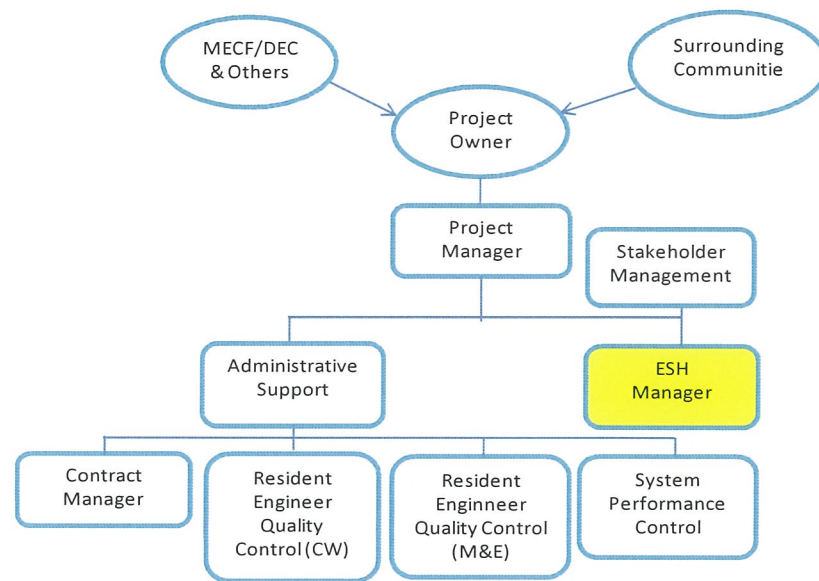 MECF/DEC
& Others
Surrounding
Communitie
Project
Owner
Project
Manager
Stakeholder
Management
Administrative
Support
ESH
Manager
Contract
Manager
Resident
Engineer
Quality
Control (CW)
Resident
Enginneer
Quality Control
(M&E)
System
Performance
Control